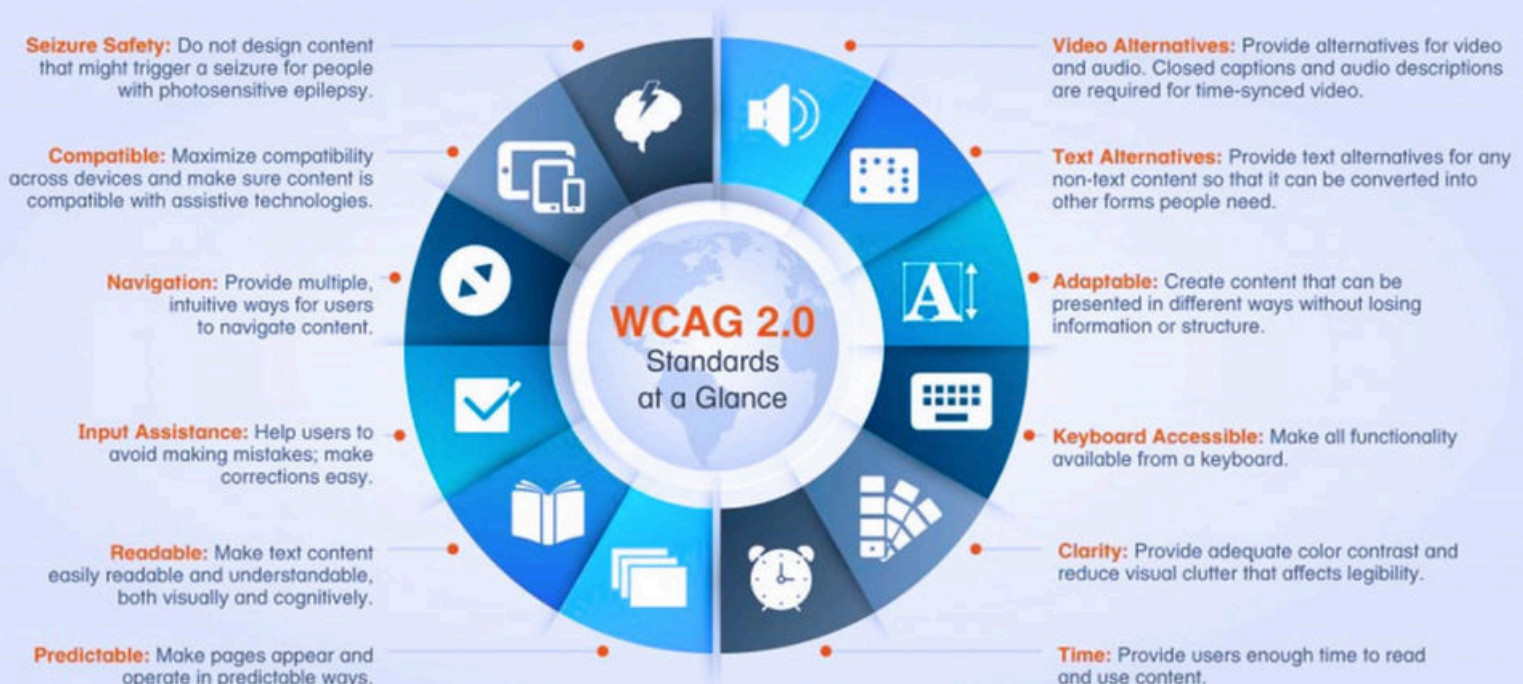 Seizure Safety: Do not design content
that might trigger a seizure for people
with photosensitive epilepsy.
Compatible: Maximize compatibility
across devices and make sure content is
compatible with assistive technologies.
Navigation: Provide multiple,
intuitive ways for users
to navigate content.
Input Assistance: Help users to
avoid making mistakes; make
corrections easy.
Readable: Make text content
easily readable and understandable,
both visually and cognitively.
Predictable: Make pages appear and
operate in predictable ways.
WCAG 2.0
Standards
at a Glance
A
Video Alternatives: Provide alternatives for video
and audio. Closed captions and audio descriptions
are required for time-synced video.
Text Alternatives: Provide text alternatives for any
non-text content so that it can be converted into
other forms people need.
Adaptable: Create content that can be
presented in different ways without losing
information or structure.
Keyboard Accessible: Make all functionality
available from a keyboard.
Clarity: Provide adequate color contrast and
reduce visual clutter that affects legibility.
Time: Provide users enough time to read
and use content.